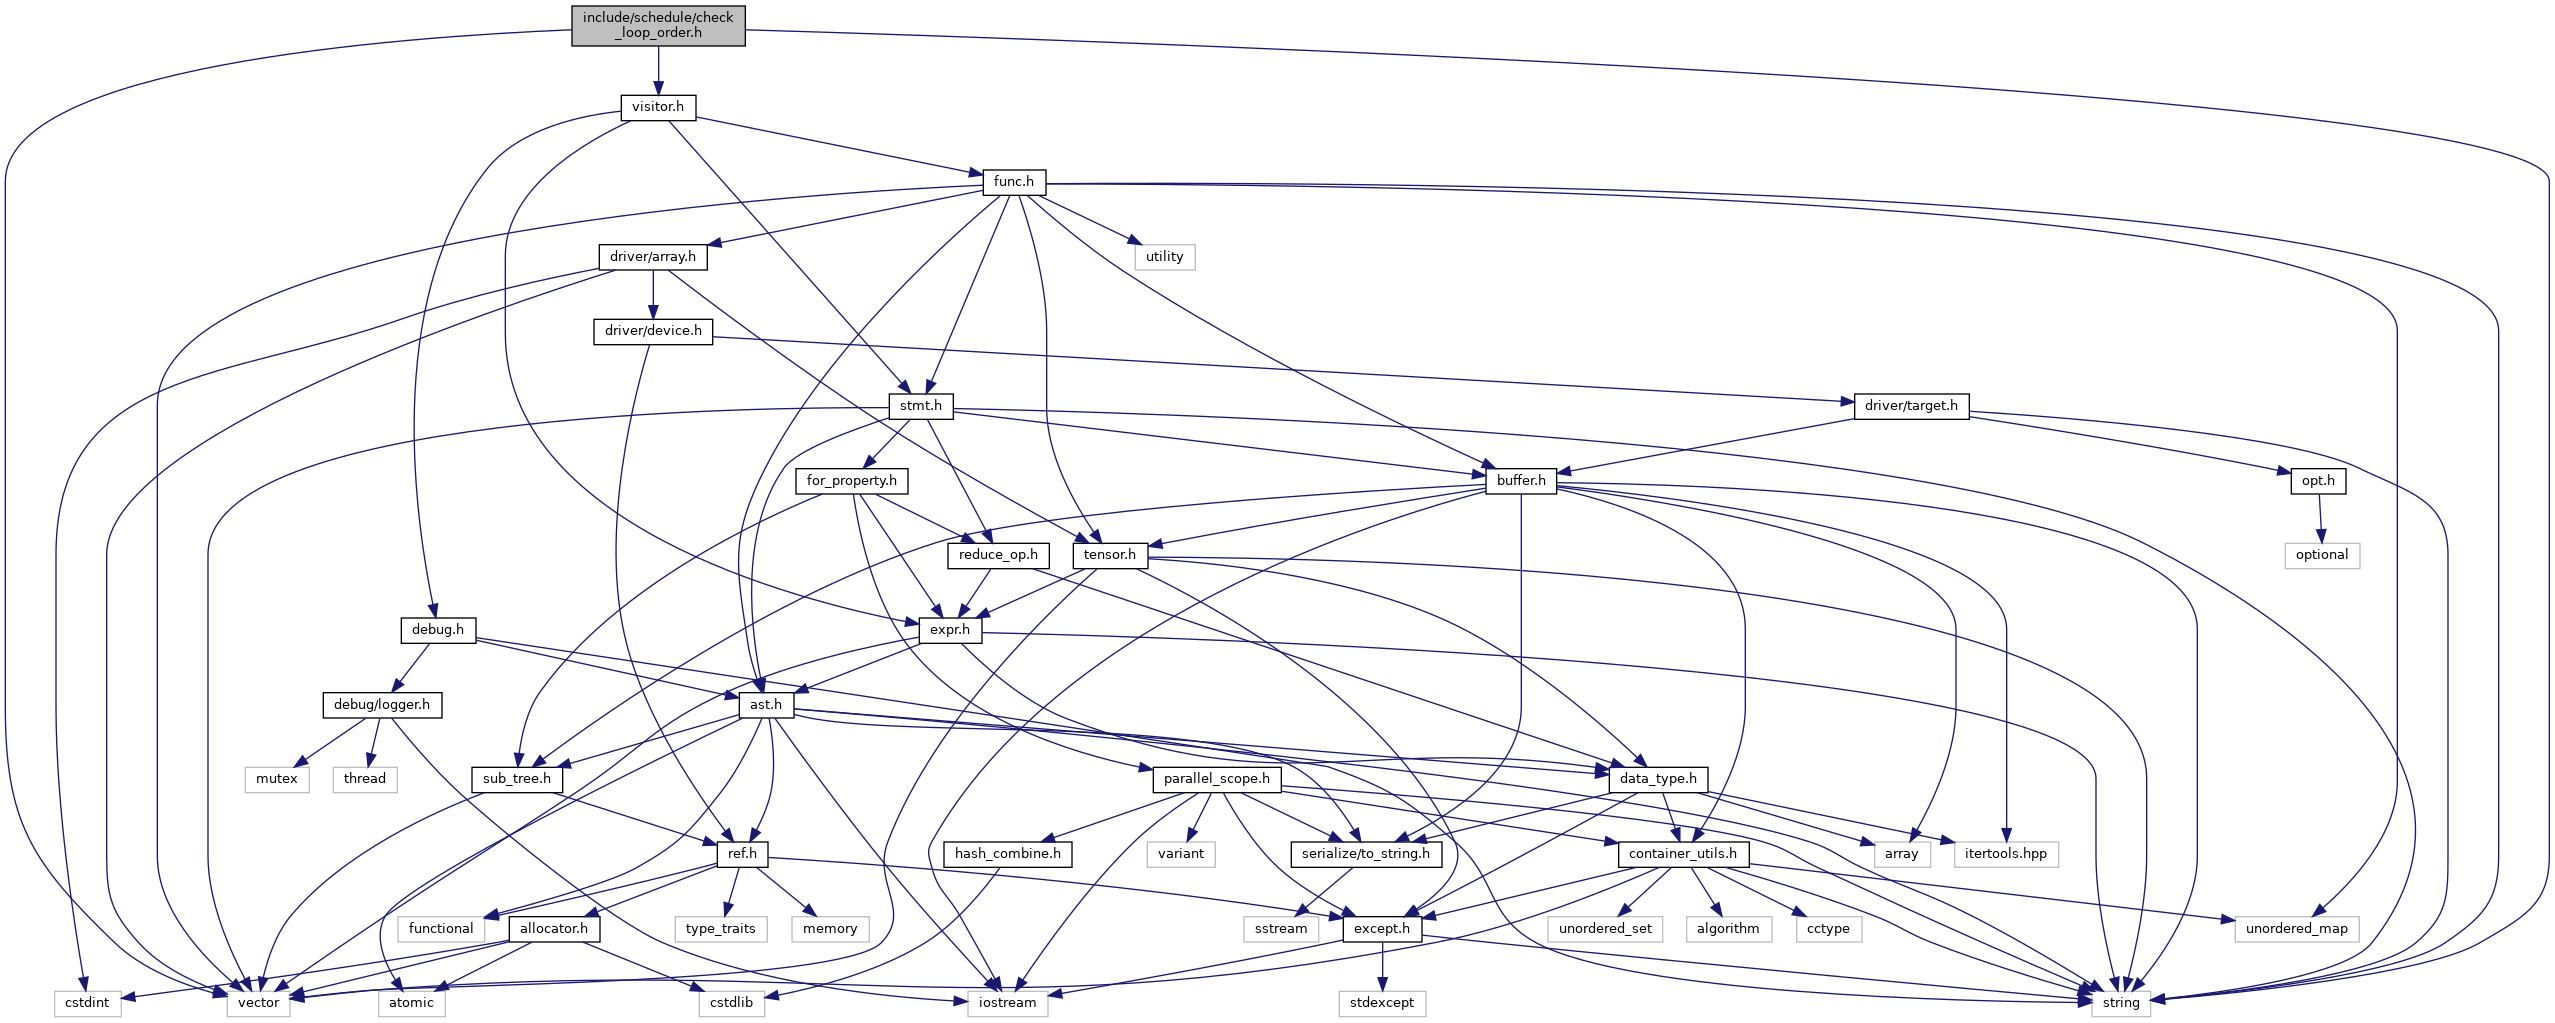 include/schedule/check
_loop_order.h
visitor.h
func.h
driver/array.h
utility
driver/device.h
stmt.h
driver/target.h
for_property.h
buffer.h
opt.h
reduce_op.h
tensor.h
optional
debug.h
expr.h
debug/logger.h
ast.h
mutex
thread
sub_tree.h
parallel_scope.h
data_type.h
ref.h
hash_combine.h
variant
serialize/to_string.h
container_utils.h
array
itertools.hpp
functional
allocator.h
type_traits
memory
sstream
except.h
unordered_set
algorithm
cctype
unordered_map
cstdint
vector
atomic
cstdlib
iostream
stdexcept
string